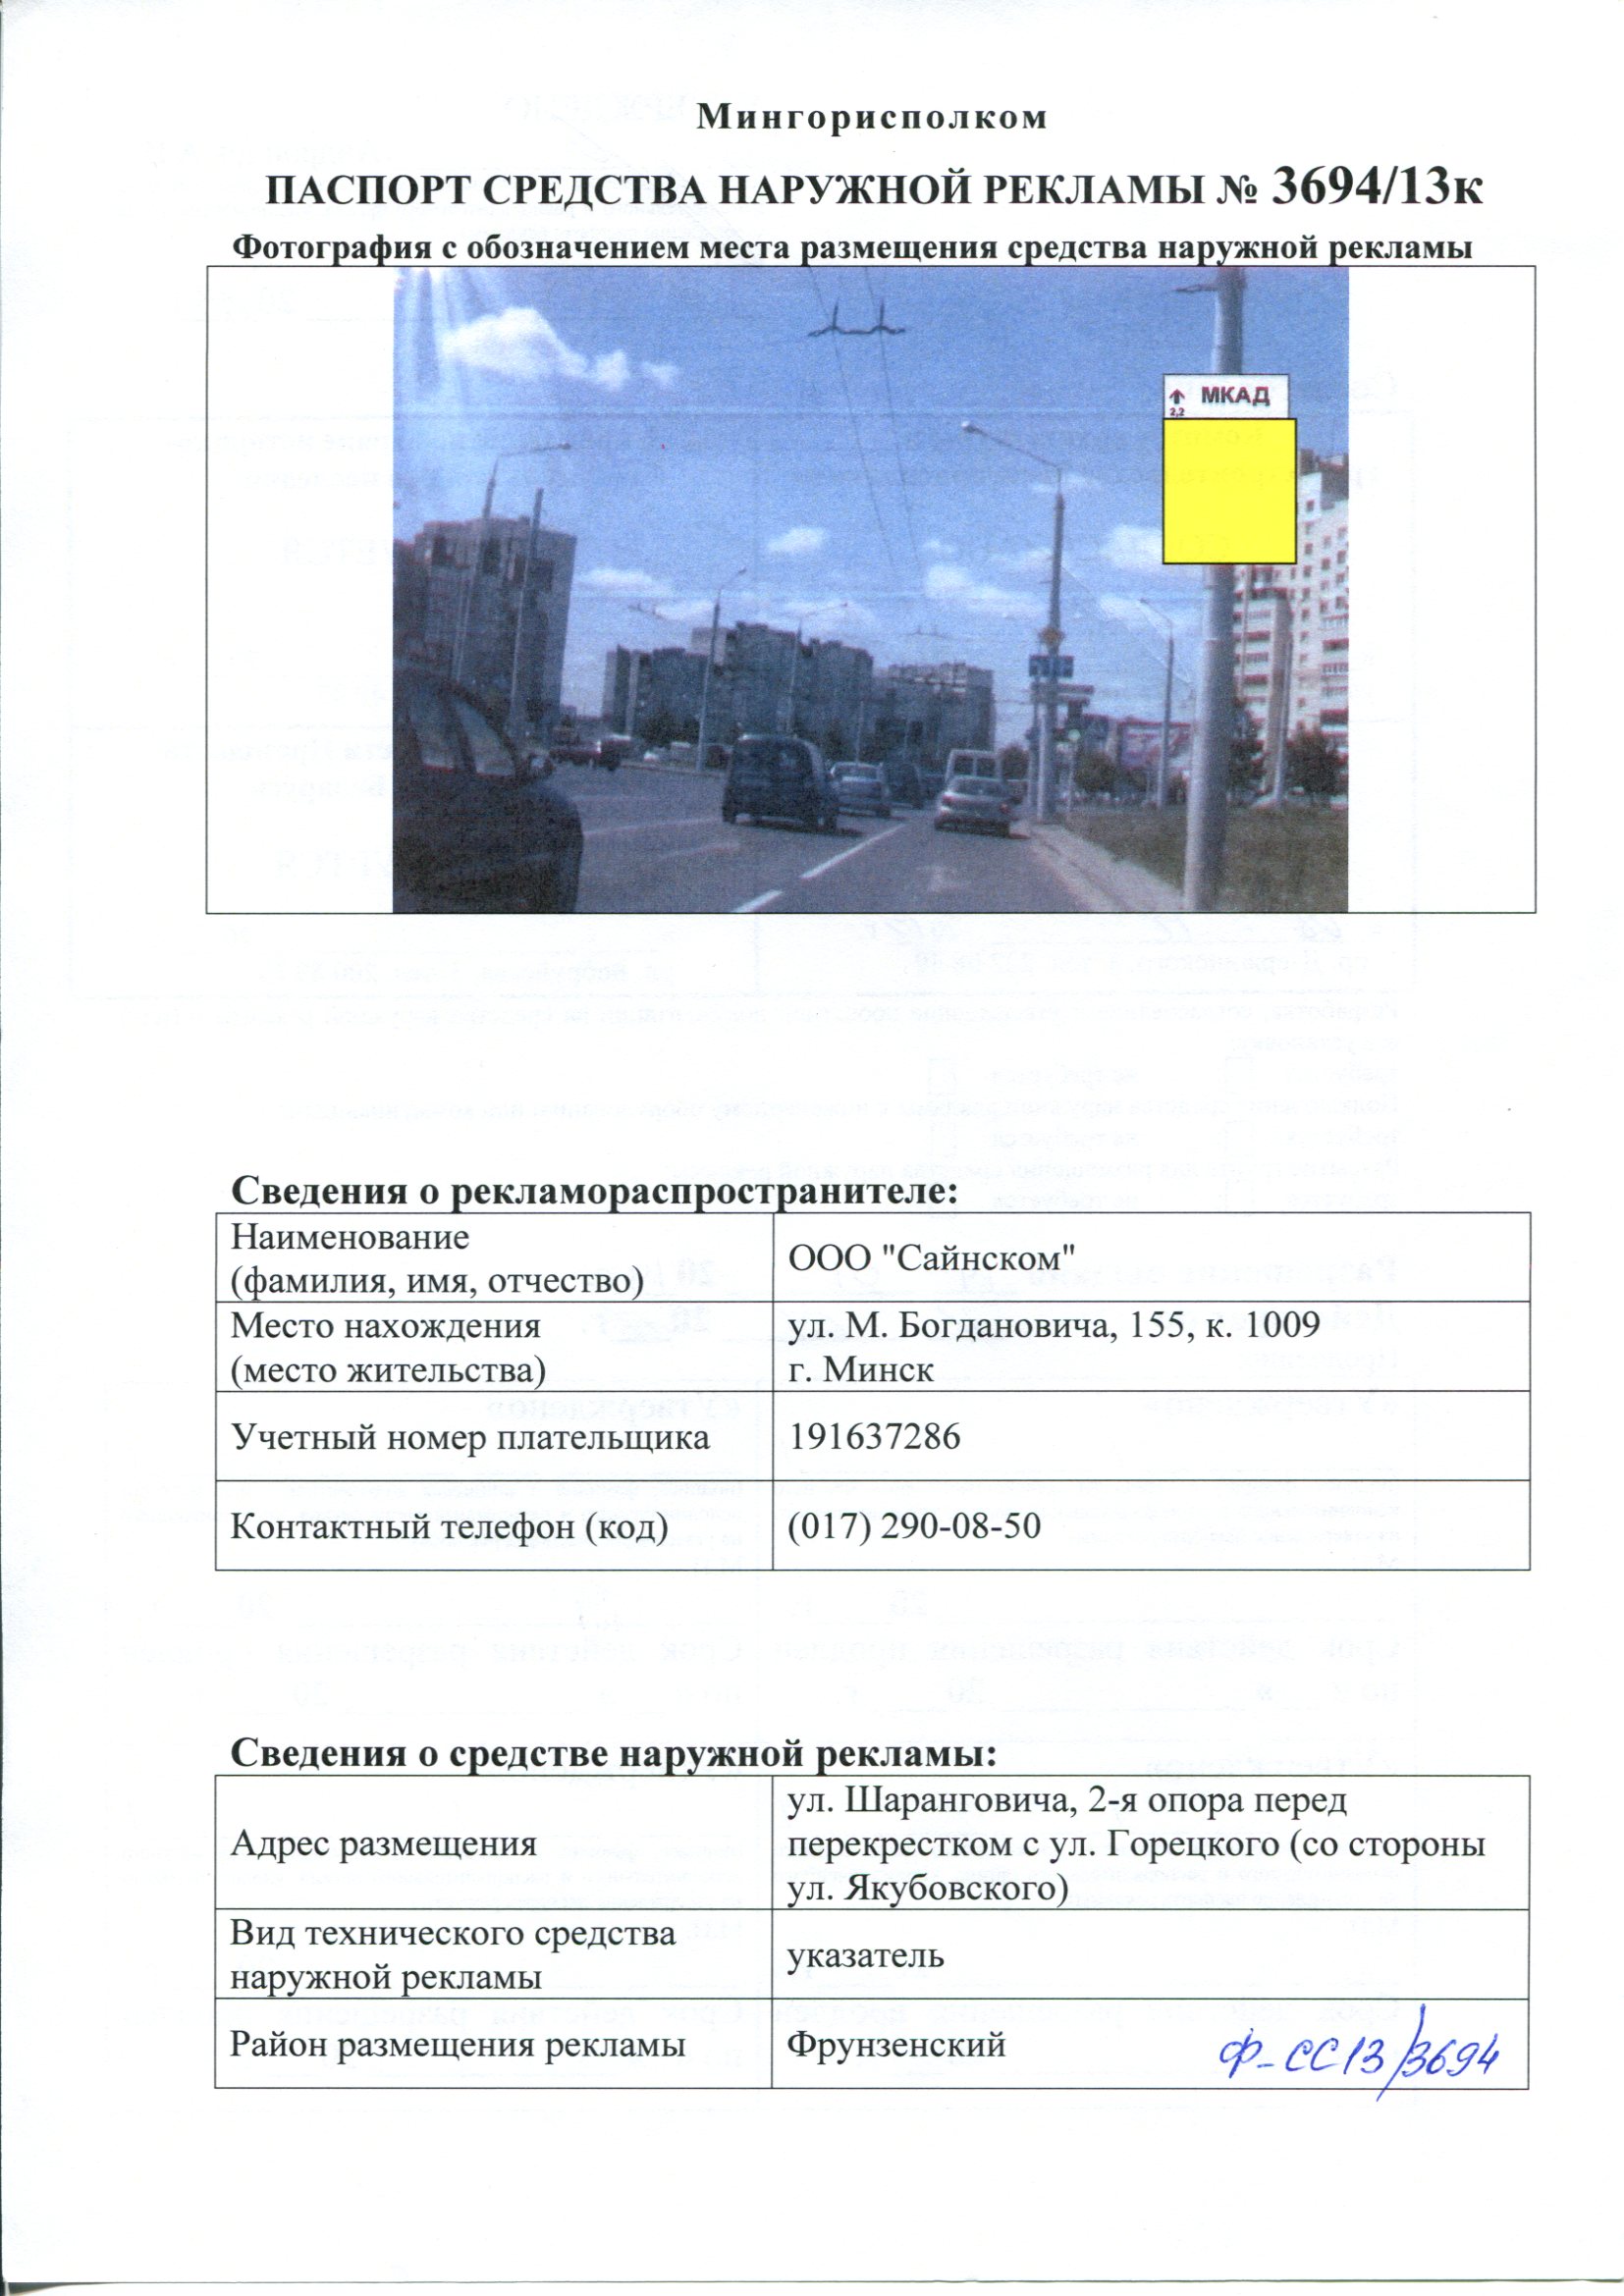 Мингорисполком
ПАСПОРТ СРЕДСТВА НАРУЖНОЙ РЕКЛАМЫ № 3694/13к
Фотография с обозначением места размещения средства наружной рекламы
МКАД
2,2
Сведения о рекламораспространителе:
Наименование
(фамилия, имя, отчество)
ООО "Сайнском"
Место нахождения
(место жительства)
ул. М. Богдановича, 155, к. 1009
г. Минск
Учетный номер плательщика
191637286
Контактный телефон (код)
(017) 290-08-50
Сведения о средстве наружной рекламы:
Адрес размещения
ул. Шаранговича, 2-я опора перед
перекрестком с ул. Горецкого (со стороны
ул. Якубовского)
Вид технического средства
наружной рекламы
указатель
Район размещения рекламы
Фрунзенский
Ф-СС13/3694